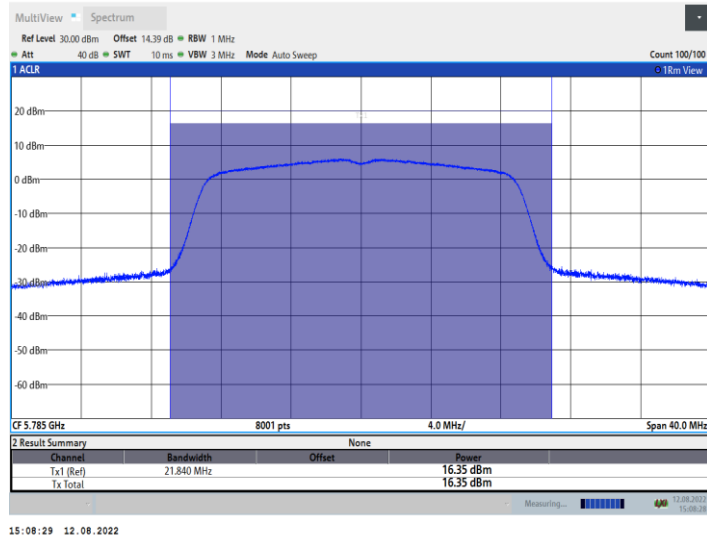 MultiView Spectrum
Ref Level 30.00 dBm Offset 14.39 dB RBW 1 MHz
Att 40 dB SWT 10 ms VBW 3 MHz Mode Auto Sweep Count 100/100
1 ACLR 1Rm View
20 dBm
10 dBm
0 dBm
-10 dBm
-20 dBm
-30 dBm
-40 dBm
-50 dBm
-60 dBm
CF 5.785 GHz 8001 pts 4.0 MHz/ Span 40.0 MHz
2 Result Summary None
Channel Bandwidth Offset Power
Tx1 (Ref) 21.840 MHz 16.35 dBm
Tx Total 16.35 dBm
Measuring... 12.08.2022
15:08:28
15:08:29 12.08.2022